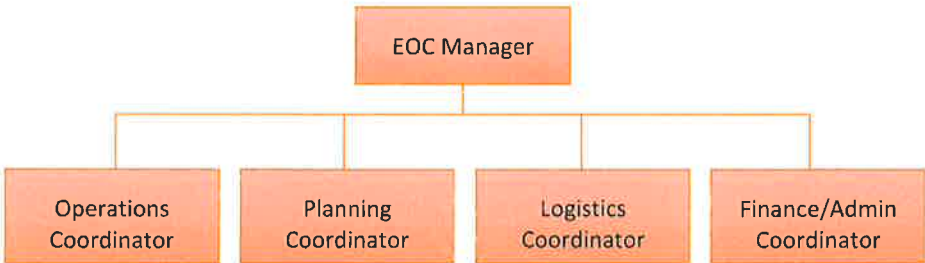 EOC Manager
Operations
Coordinator
Planning
Coordinator
Logistics
Coordinator
Finance/Admin
Coordinator